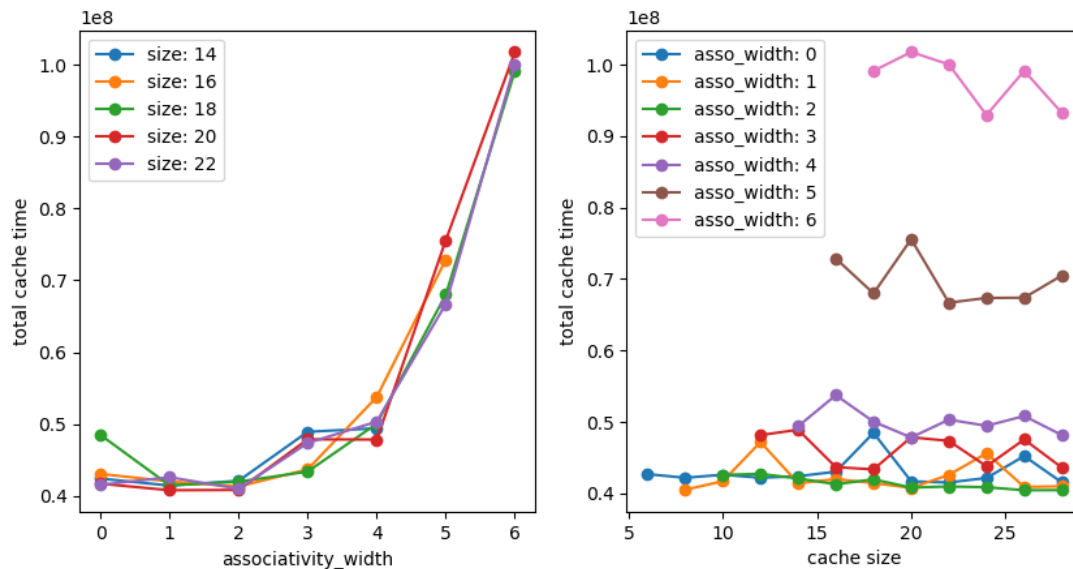 1e8
size: 14
size: 16
size: 18
size: 20
size: 22
1.0
0.9
0.8
0.7
0.6
0.5
0.4
total cache time
0 1 2 3 4 5 6
associativity_width
1e8
asso_width: 0
asso_width: 1
asso_width: 2
asso_width: 3
asso_width: 4
asso_width: 5
asso_width: 6
1.0
0.9
0.8
0.7
0.6
0.5
0.4
total cache time
5 10 15 20 25
cache size